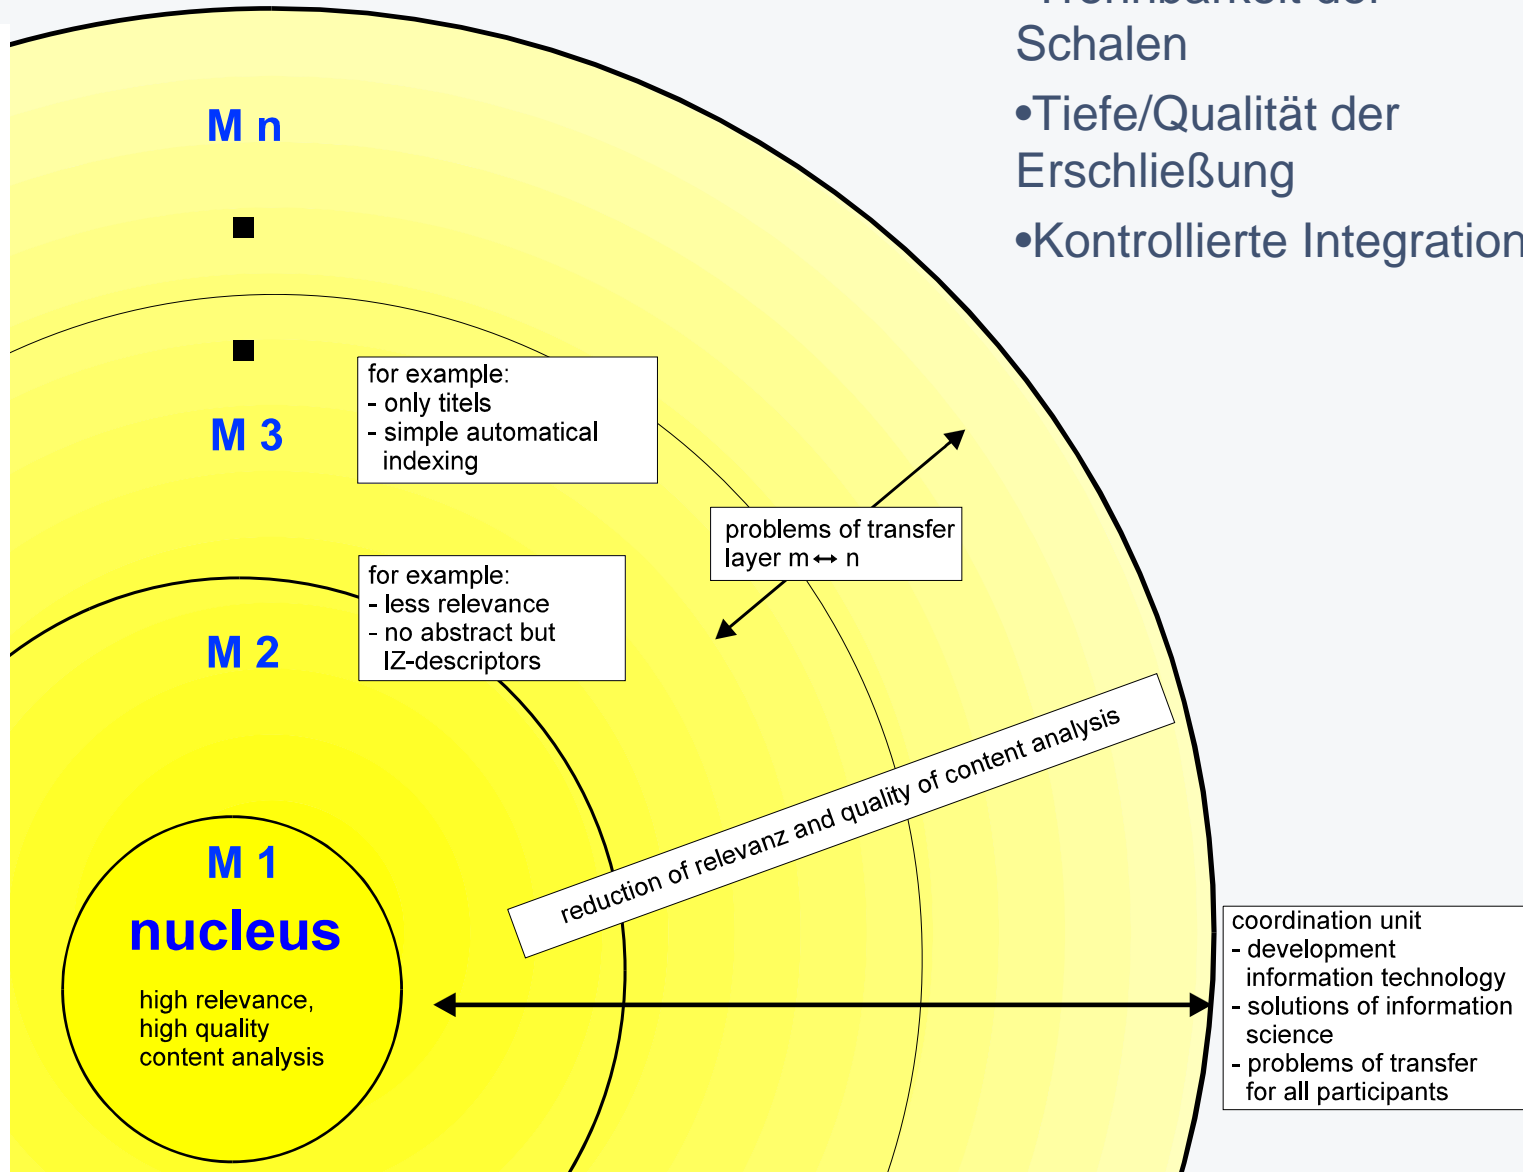 Schalen
•Tiefe/Qualität der
Erschließung
•Kontrollierte Integration
M n
M 3
for example:
- only titels
- simple automatical
indexing
problems of transfer
layer m↔ n
M 2
for example:
- less relevance
- no abstract but
IZ-descriptors
reduction of relevanz and quality of content analysis
M 1
nucleus
high relevance,
high quality
content analysis
coordination unit
- development
information technology
- solutions of information
science
- problems of transfer
for all participants